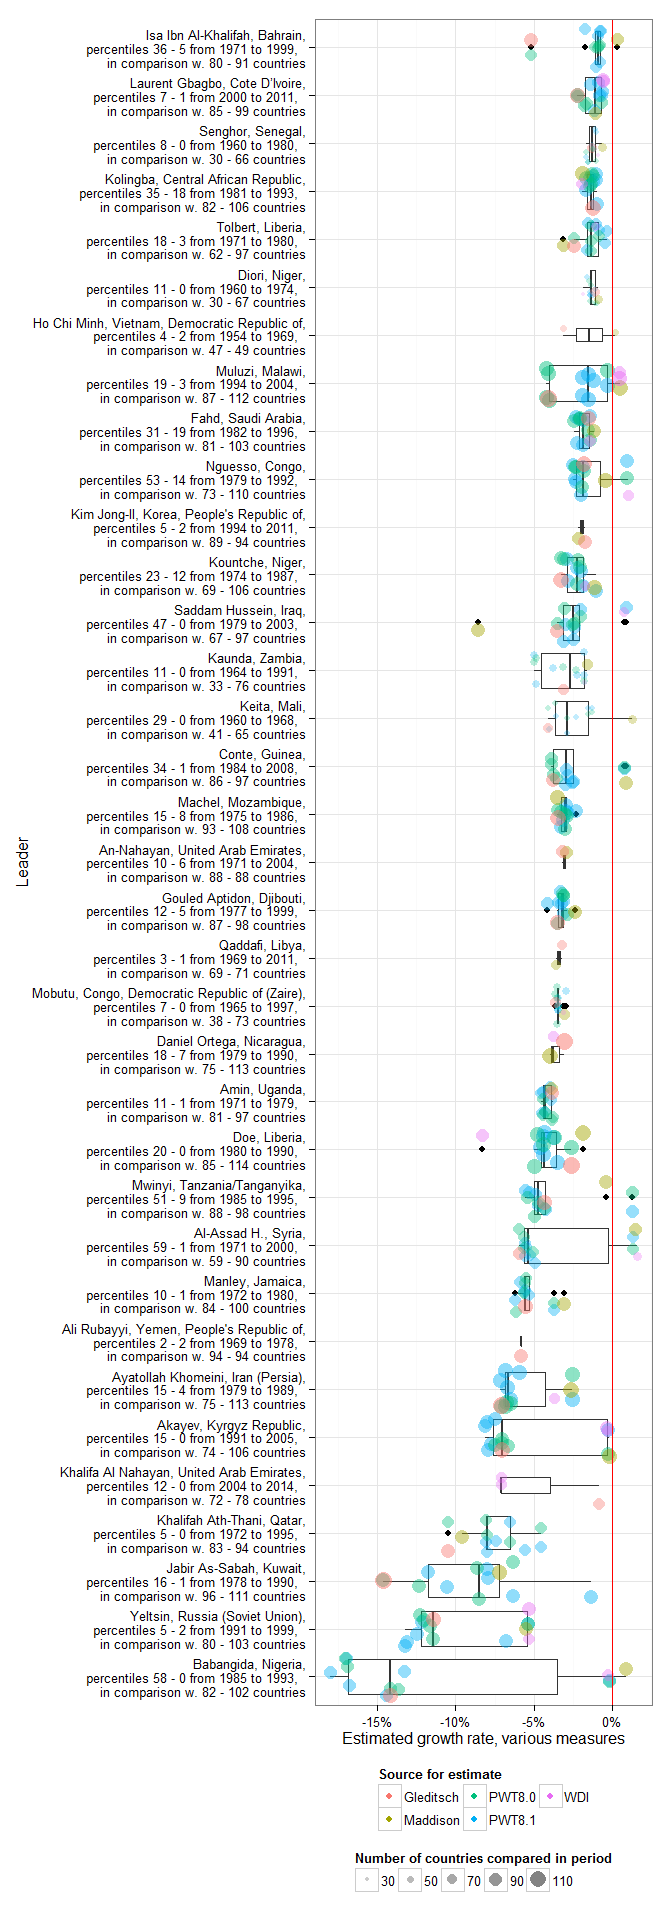 Isa Ibn Al-Khalifah, Bahrain,
percentiles 36 - 5 from 1971 to 1999,
in comparison w. 80 - 91 countries
Laurent Gbagbo, Cote D'Ivoire,
percentiles 7 - 1 from 2000 to 2011,
in comparison w. 85 - 99 countries
Senghor, Senegal,
percentiles 8 - 0 from 1960 to 1980,
in comparison w. 30 - 66 countries
Kolingba, Central African Republic,
percentiles 35 - 18 from 1981 to 1993,
in comparison w. 82 - 106 countries
Tolbert, Liberia,
percentiles 18 - 3 from 1971 to 1980,
in comparison w. 62 - 97 countries
Diori, Niger,
percentiles 11 - 0 from 1960 to 1974,
in comparison w. 30 - 67 countries
Ho Chi Minh, Vietnam, Democratic Republic of,
percentiles 4 - 2 from 1954 to 1969,
in comparison w. 47 - 49 countries
Muluzi, Malawi,
percentiles 19 - 3 from 1994 to 2004,
in comparison w. 87 - 112 countries
Fahd, Saudi Arabia,
percentiles 31 - 19 from 1982 to 1996,
in comparison w. 81 - 103 countries
Nguesso, Congo,
percentiles 53 - 14 from 1979 to 1992,
in comparison w. 73 - 110 countries
Kim Jong-Il, Korea, People's Republic of,
percentiles 5 - 2 from 1994 to 2011,
in comparison w. 89 - 94 countries
Kountche, Niger,
percentiles 23 - 12 from 1974 to 1987,
in comparison w. 69 - 106 countries
Saddam Hussein, Iraq,
percentiles 47 - 0 from 1979 to 2003,
in comparison w. 67 - 97 countries
Kaunda, Zambia,
percentiles 11 - 0 from 1964 to 1991,
in comparison w. 33 - 76 countries
Keita, Mali,
percentiles 29 - 0 from 1960 to 1968,
in comparison w. 41 - 65 countries
Conte, Guinea,
percentiles 34 - 1 from 1984 to 2008,
in comparison w. 86 - 97 countries
Machel, Mozambique,
percentiles 15 - 8 from 1975 to 1986,
in comparison w. 93 - 108 countries
An-Nahayan, United Arab Emirates,
percentiles 10 - 6 from 1971 to 2004,
in comparison w. 88 - 88 countries
Gouled Aptidon, Djibouti,
percentiles 12 - 5 from 1977 to 1999,
in comparison w. 87 - 98 countries
Qaddafi, Libya,
percentiles 3 - 1 from 1969 to 2011,
in comparison w. 69 - 71 countries
Mobutu, Congo, Democratic Republic of (Zaire),
percentiles 7 - 0 from 1965 to 1997,
in comparison w. 38 - 73 countries
Daniel Ortega, Nicaragua,
percentiles 18 - 7 from 1979 to 1990,
in comparison w. 75 - 113 countries
Amin, Uganda,
percentiles 11 - 1 from 1971 to 1979,
in comparison w. 81 - 97 countries
Doe, Liberia,
percentiles 20 - 0 from 1980 to 1990,
in comparison w. 85 - 114 countries
Mwinyi, Tanzania/Tanganyika,
percentiles 51 - 9 from 1985 to 1995,
in comparison w. 88 - 98 countries
Al-Assad H., Syria,
percentiles 59 - 1 from 1971 to 2000,
in comparison w. 59 - 90 countries
Manley, Jamaica,
percentiles 10 - 1 from 1972 to 1980,
in comparison w. 84 - 100 countries
Ali Rubayyi, Yemen, People's Republic of,
percentiles 2 - 2 from 1969 to 1978,
in comparison w. 94 - 94 countries
Ayatollah Khomeini, Iran (Persia),
percentiles 15 - 4 from 1979 to 1989,
in comparison w. 75 - 113 countries
Akayev, Kyrgyz Republic,
percentiles 15 - 0 from 1991 to 2005,
in comparison w. 74 - 106 countries
Khalifa Al Nahayan, United Arab Emirates,
percentiles 12 - 0 from 2004 to 2014,
in comparison w. 72 - 78 countries
Khalifah Ath-Thani, Qatar,
percentiles 5 - 0 from 1972 to 1995,
in comparison w. 83 - 94 countries
Jabir As-Sabah, Kuwait,
percentiles 16 - 1 from 1978 to 1990,
in comparison w. 96 - 111 countries
Yeltsin, Russia (Soviet Union),
percentiles 5 - 2 from 1991 to 1999,
in comparison w. 80 - 103 countries
Babangida, Nigeria,
percentiles 58 - 0 from 1985 to 1993,
in comparison w. 82 - 102 countries
Leader
-15% -10% -5% 0%
Estimated growth rate, various measures
Source for estimate
Gleditsch PWT8.0 WDI
Maddison PWT8.1
Number of countries compared in period
30 50 70 90 110